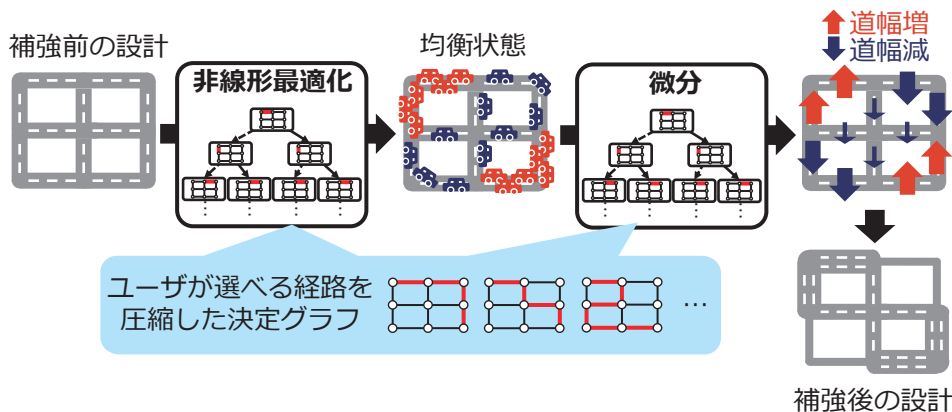 補強前の設計
非線形最適化
均衡状態
微分
道幅増
道幅減
ユーザが選べる経路を
圧縮した決定グラフ
…
補強後の設計